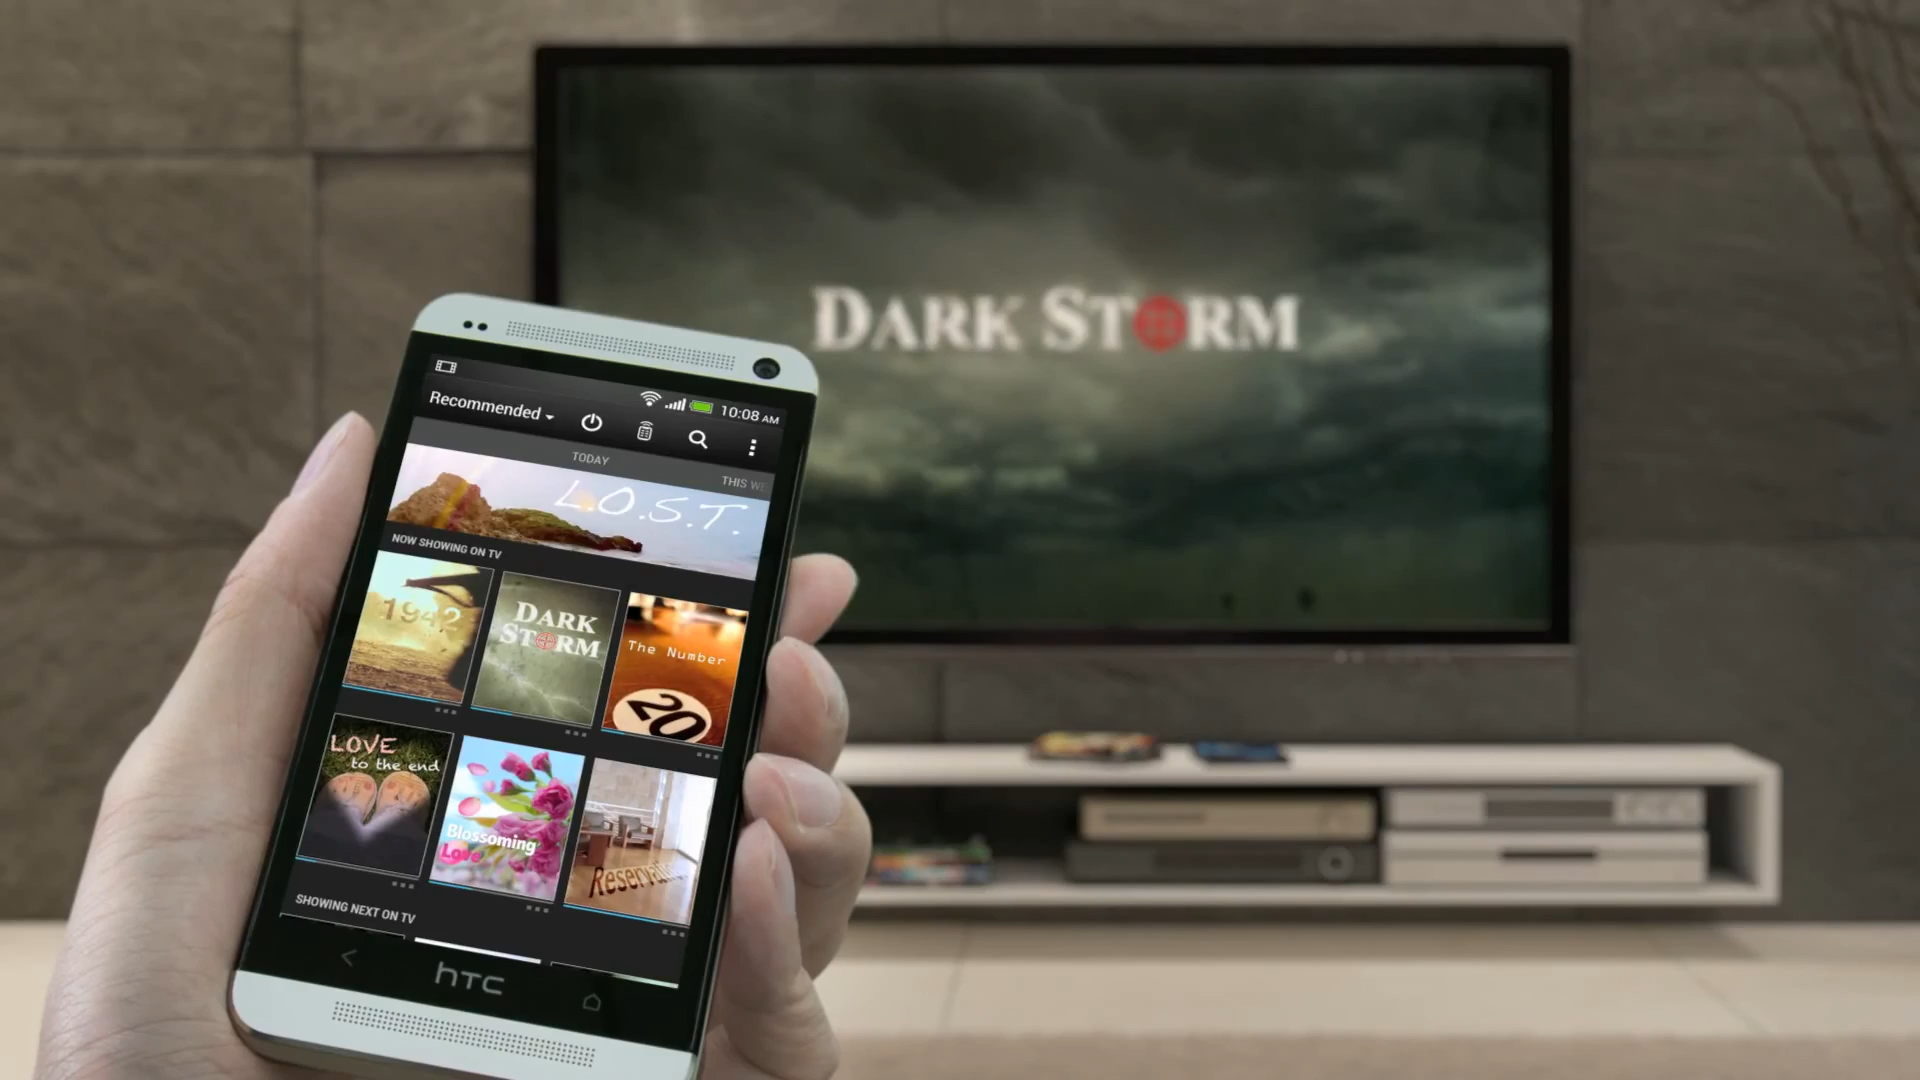 DARK STORM
10:08 AM
Recommended
TODAY
THIS WE
L.O.S.T.
NOW SHOWING ON TV
1942
DARK
STORM
The Number
20
LOVE
to the end
Blossoming
Love
Reservati
SHOWING NEXT ON TV
hTC